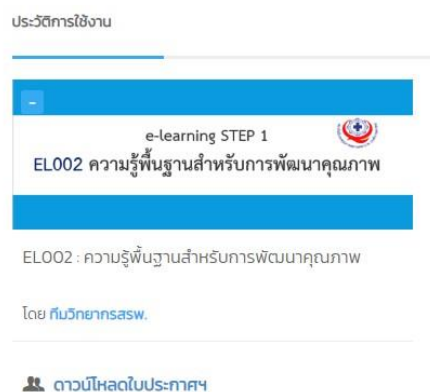 ประวัติการใช้งาน
-
e-learning STEP 1
EL002 ความรู้พื้นฐานสำหรับการพัฒนาคุณภาพ
EL002 : ความรู้พื้นฐานสำหรับการพัฒนาคุณภาพ
โดย ทีมวิทยากรสรพ.
ดาวน์โหลดใบประกาศฯ